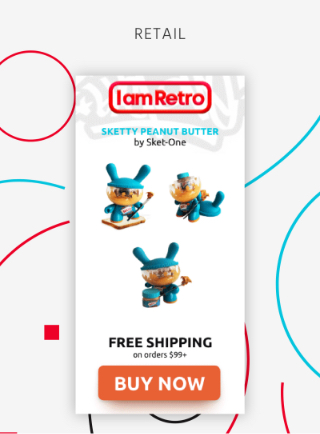 RETAIL
I am Retro
SKETTY PEANUT BUTTER
by Sket-One
FREE SHIPPING
on orders $99+
BUY NOW